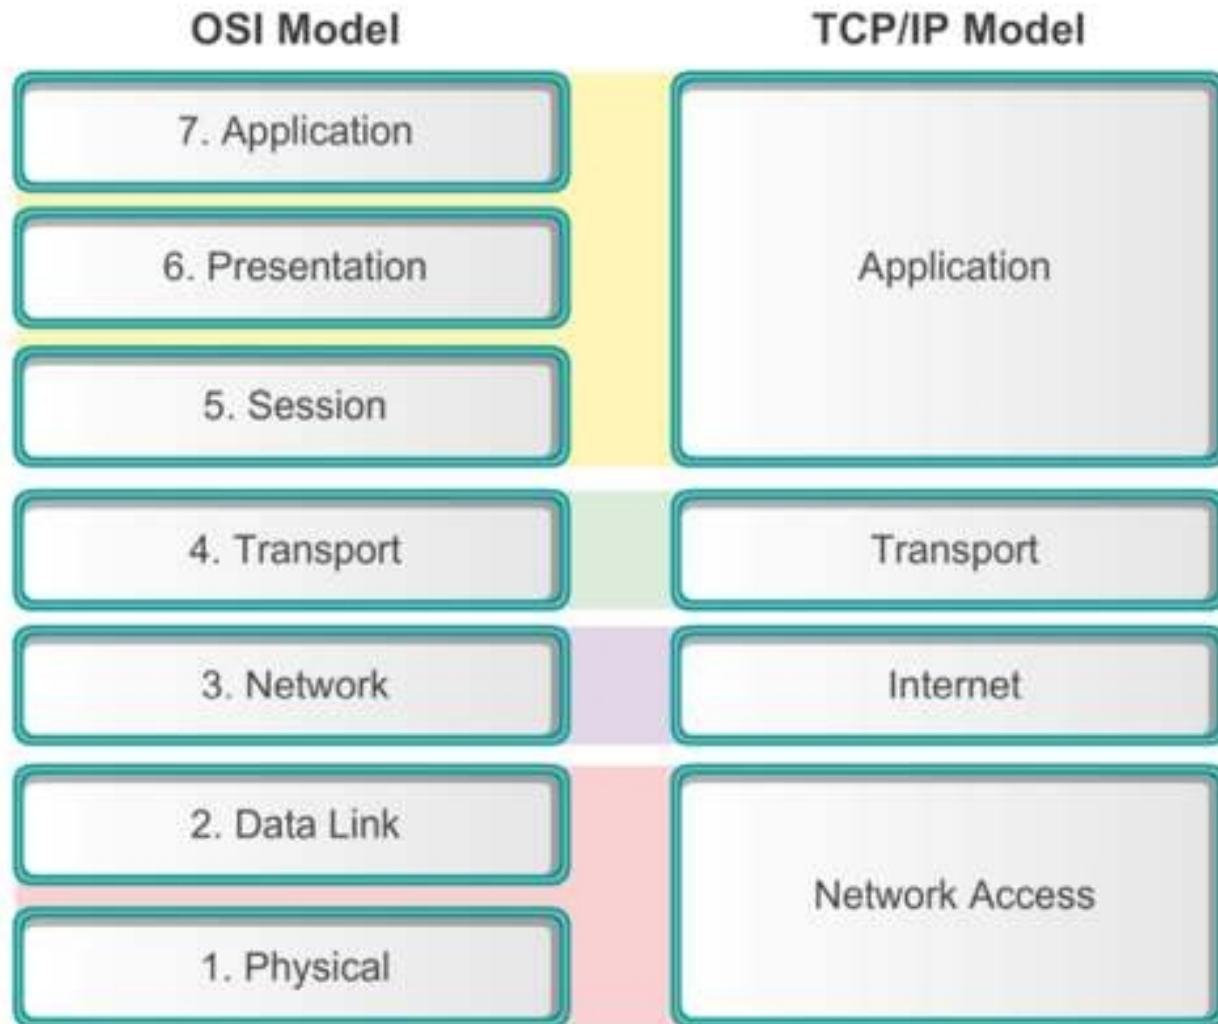 OSI Model
TCP/IP Model
7. Application
6. Presentation
5. Session
4. Transport
3. Network
2. Data Link
1. Physical
Application
Transport
Internet
Network Access